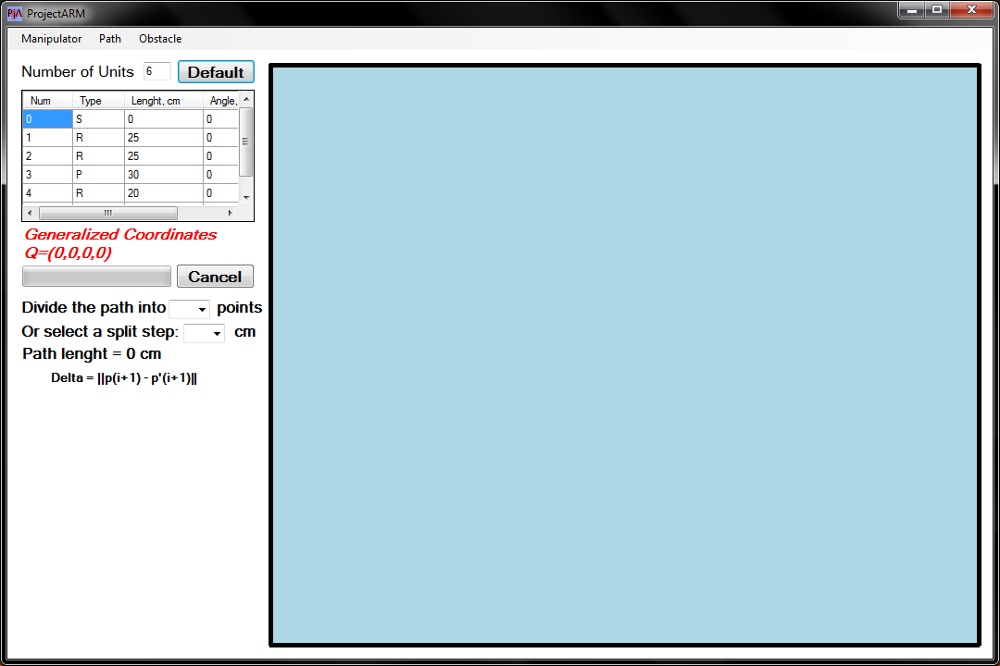 PjA ProjectARM
Manipulator Path Obstacle
Number of Units 6 Default
Num Type Lenght, cm Angle,
0 S 0 0
1 R 25 0
2 R 25 0
3 P 30 0
4 R 20 0
Generalized Coordinates
Q=(0,0,0,0)
Cancel
Divide the path into points
Or select a split step: cm
Path lenght = 0 cm
Delta = ||p(i+1) - p'(i+1)||